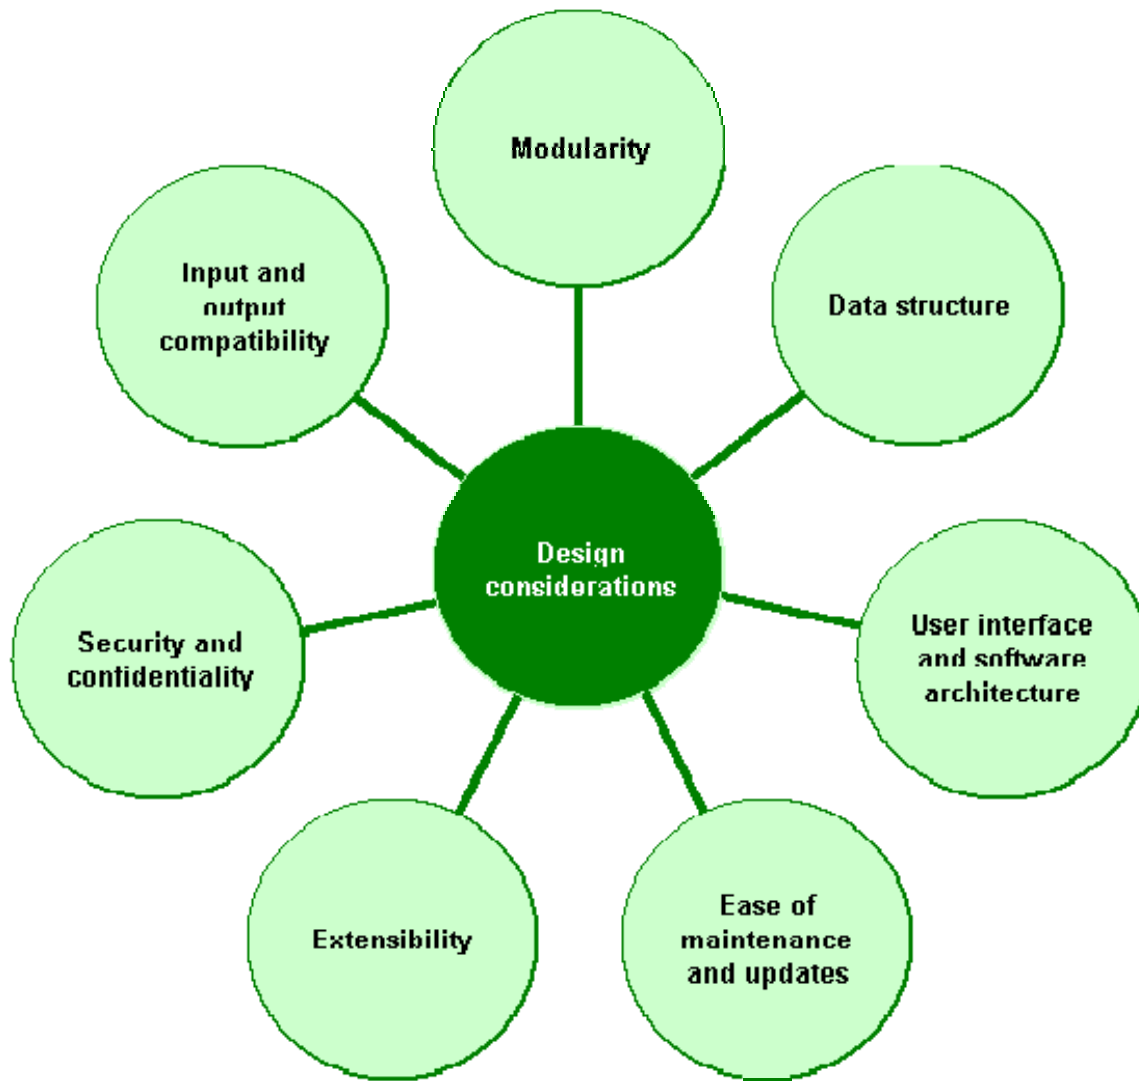 Modularity
Input and
output
compatibility
Data structure
Design
considerations
Security and
confidentiality
User interface
and software
architecture
Extensibility
Ease of
maintenance
and updates